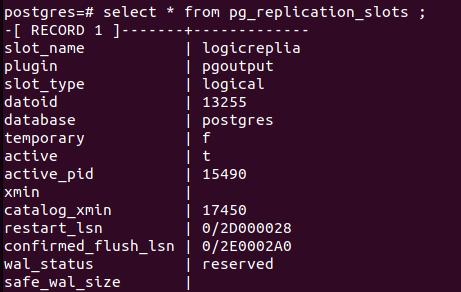 postgres=# select * from pg_replication_slots ;
-[ RECORD 1 ]-------+-------------
slot_name           | logicreplia
plugin              | pgoutput
slot_type           | logical
datoid              | 13255
database            | postgres
temporary           | f
active              | t
active_pid          | 15490
xmin                |
catalog_xmin        | 17450
restart_lsn         | 0/2D000028
confirmed_flush_lsn | 0/2E0002A0
wal_status          | reserved
safe_wal_size       |